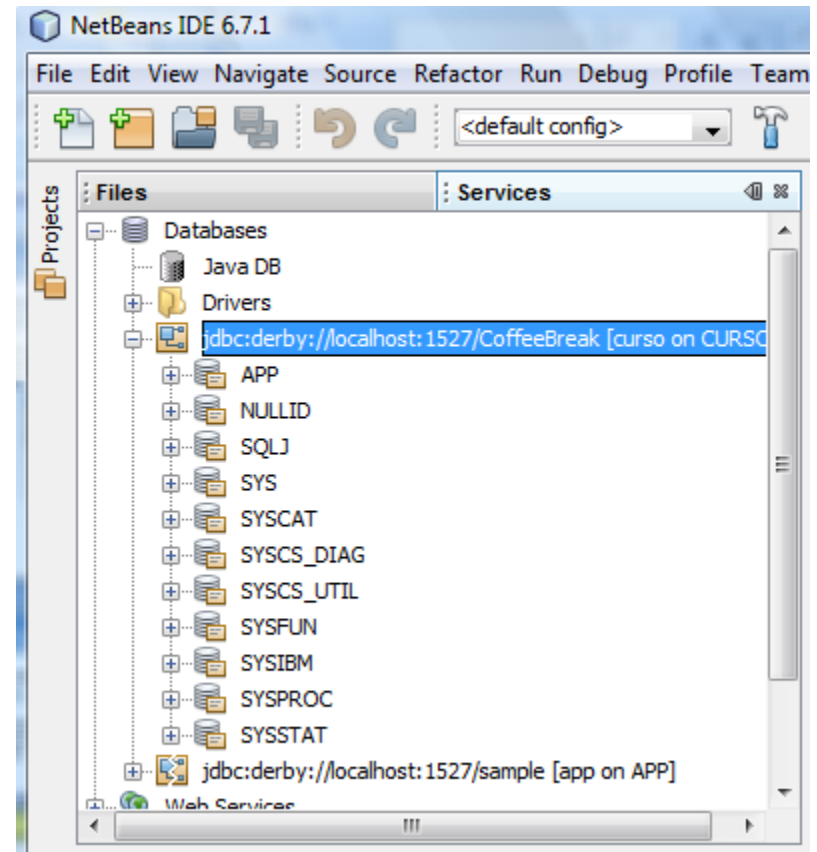 NetBeans IDE 6.7.1
File Edit View Navigate Source Refactor Run Debug Profile Team
<default config>
Projects
Files
Services
Databases
Java DB
Drivers
jdbc:derby://localhost:1527/CoffeeBreak [curso on CURSO
APP
NULLID
SQLJ
SYS
SYSCAT
SYSCS_DIAG
SYSCS_UTIL
SYSFUN
SYSIBM
SYSPROC
SYSSTAT
jdbc:derby://localhost:1527/sample [app on APP]
Web Services